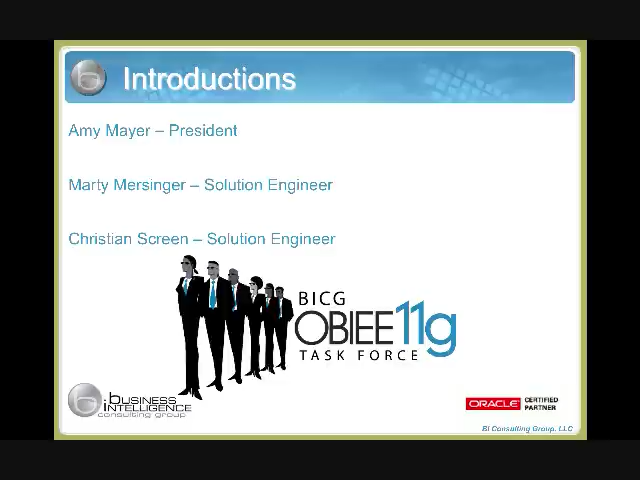 Introductions
Amy Mayer – President
Marty Mersinger – Solution Engineer
Christian Screen – Solution Engineer
BICG
OBIEE11g
TASK FORCE
BUSINESS
INTELLIGENCE
consulting group
ORACLE CERTIFIED
PARTNER
BI Consulting Group, LLC